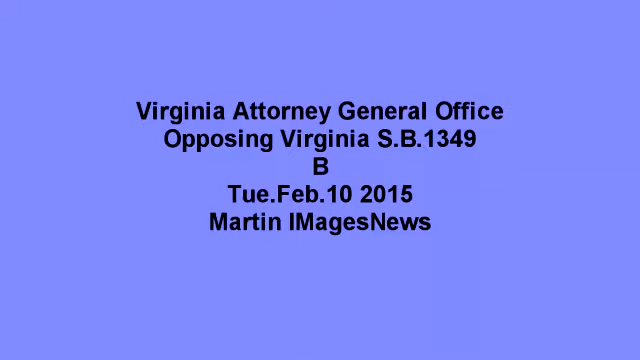 Virginia Attorney General Office
Opposing Virginia S.B.1349
B
Tue.Feb.10 2015
Martin IMagesNews